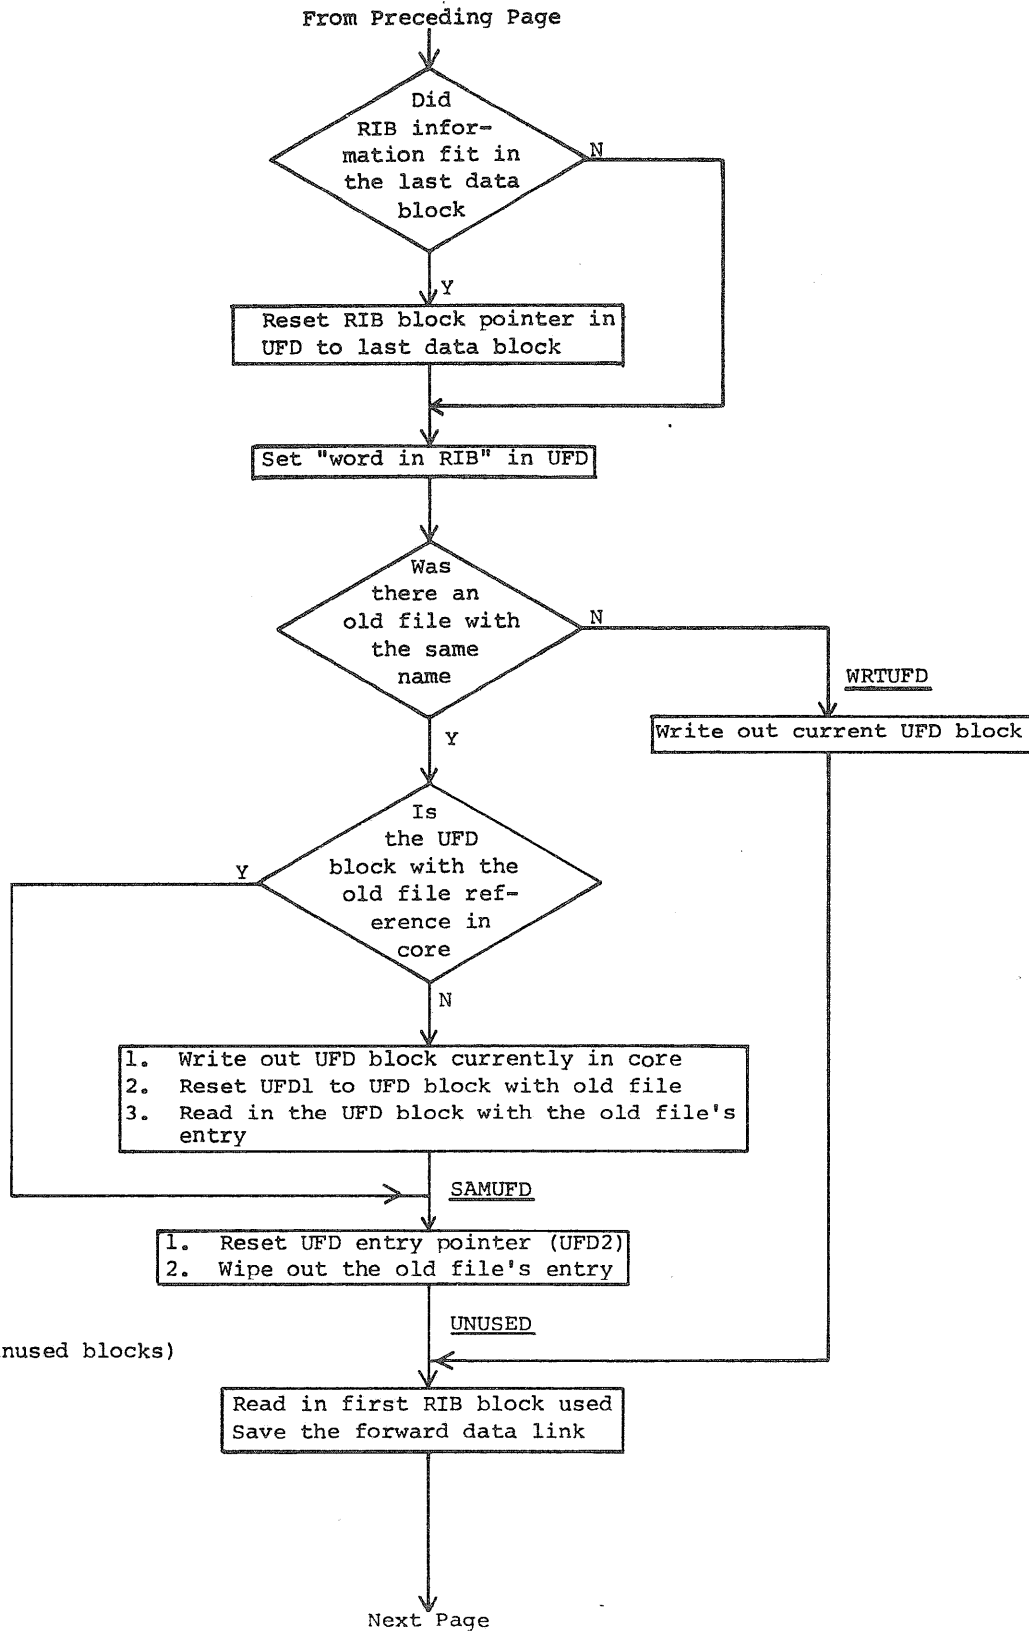 From Preceding Page
Did
RIB infor-
mation fit in
the last data
block
N
Y
Reset RIB block pointer in
UFD to last data block
Set "word in RIB" in UFD
Was
there an
old file with
the same
name
N
WRTUFD
Write out current UFD block
Y
Is
the UFD
block with the
old file ref-
erence in
core
Y
N
1. Write out UFD block currently in core
2. Reset UFD1 to UFD block with old file
3. Read in the UFD block with the old file's
entry
SAMUFD
1. Reset UFD entry pointer (UFD2)
2. Wipe out the old file's entry
UNUSED
nused blocks)
Read in first RIB block used
Save the forward data link
Next Page